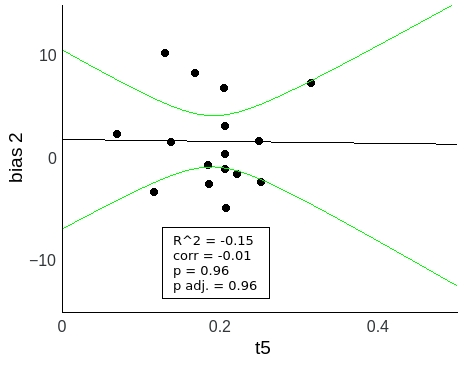 10
bias 2
0
−10
R^2 = -0.15
corr = -0.01
p = 0.96
p adj. = 0.96
0 0.2 0.4
t5